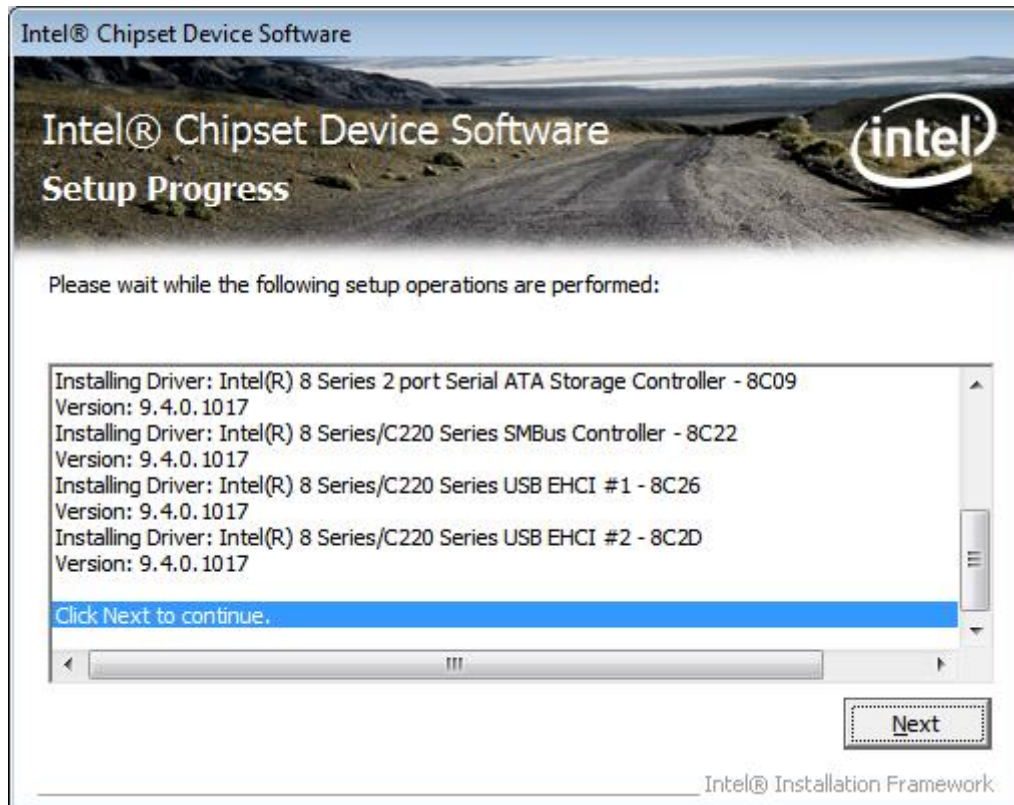 Intel® Chipset Device Software
Intel® Chipset Device Software
intel
Setup Progress
Please wait while the following setup operations are performed:
Installing Driver: Intel(R) 8 Series 2 port Serial ATA Storage Controller - 8C09
Version: 9.4.0.1017
Installing Driver: Intel(R) 8 Series/C220 Series SMBus Controller - 8C22
Version: 9.4.0.1017
Installing Driver: Intel(R) 8 Series/C220 Series USB EHCI #1 - 8C26
Version: 9.4.0.1017
Installing Driver: Intel(R) 8 Series/C220 Series USB EHCI #2 - 8C2D
Version: 9.4.0.1017
Click Next to continue.
Next
Intel® Installation Framework